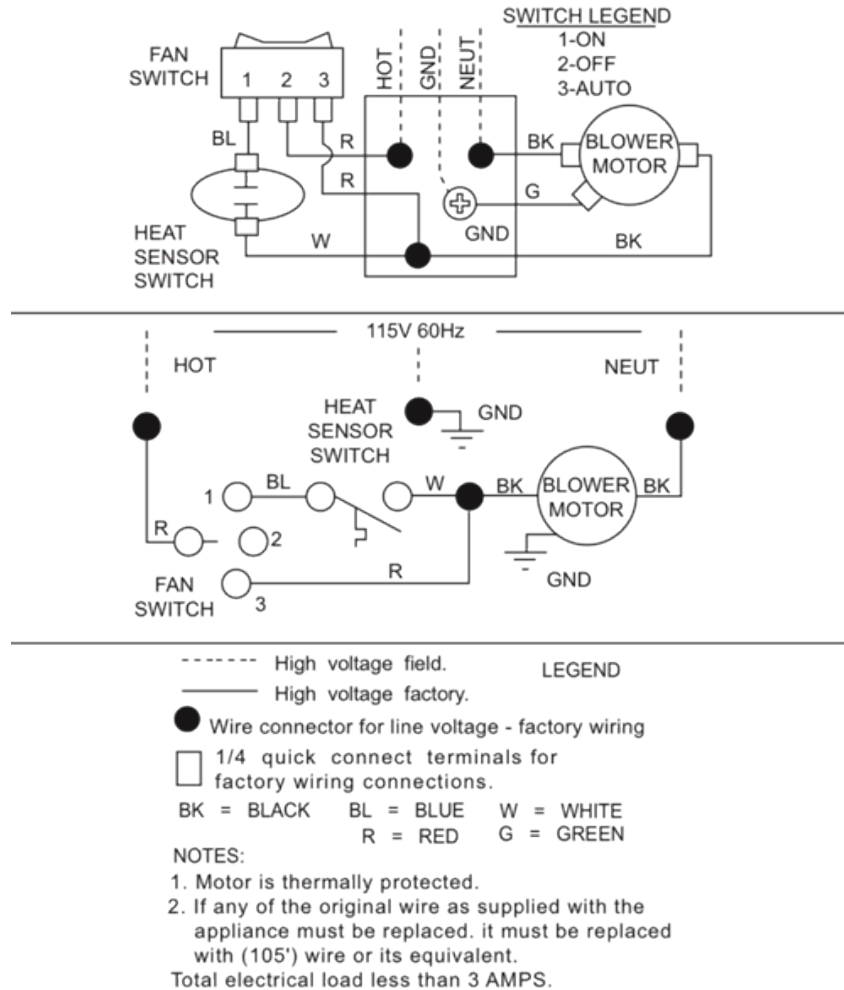 SWITCH LEGEND
1-ON
2-OFF
3-AUTO
FAN
SWITCH
1 2 3
HOT
GND
NEUT
BL
R
R
BK
BLOWER
MOTOR
G
GND
HEAT
SENSOR
SWITCH
W
BK
115V 60Hz
HOT
NEUT
HEAT
SENSOR
SWITCH
GND
1
BL
W
BK
BLOWER
MOTOR
BK
R
2
R
GND
FAN
SWITCH
3
High voltage field.
LEGEND
High voltage factory.
Wire connector for line voltage - factory wiring
1/4 quick connect terminals for
factory wiring connections.
BK = BLACK BL = BLUE W = WHITE
R = RED G = GREEN
NOTES:
1. Motor is thermally protected.
2. If any of the original wire as supplied with the
appliance must be replaced. it must be replaced
with (105') wire or its equivalent.
Total electrical load less than 3 AMPS.